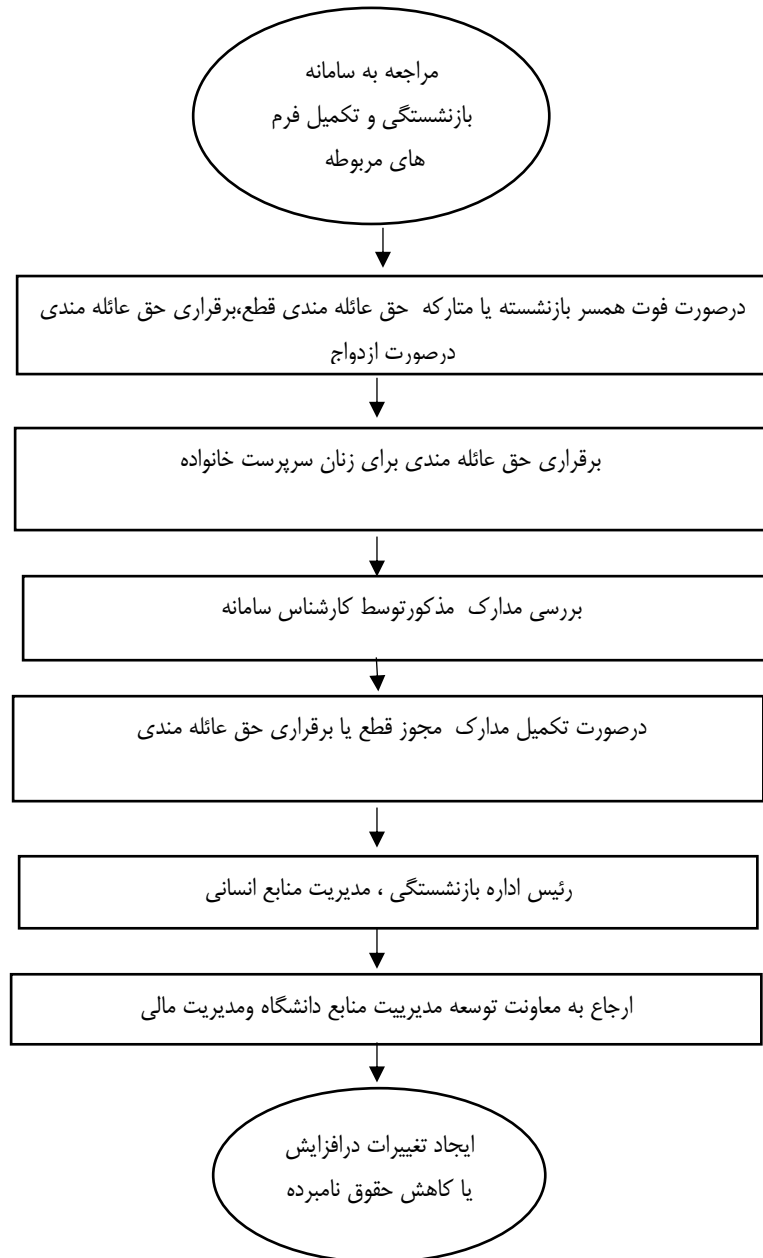 مراجعه به سامانه
بازنشستگی و تکمیل فرم
های مربوطه
درصورت فوت همسر بازنشسته یا متارکه حق عائله مندی قطع،برقراری حق عائله مندی
درصورت ازدواج
برقراری حق عائله مندی برای زنان سرپرست خانواده
بررسی مدارک مذکورتوسط کارشناس سامانه
درصورت تکمیل مدارک مجوز قطع یا برقراری حق عائله مندی
رئیس اداره بازنشستگی ، مدیریت منابع انسانی
ارجاع به معاونت توسعه مدیرییت منابع دانشگاه ومدیریت مالی
ایجاد تغییرات درافزایش
یا کاهش حقوق نامبرده